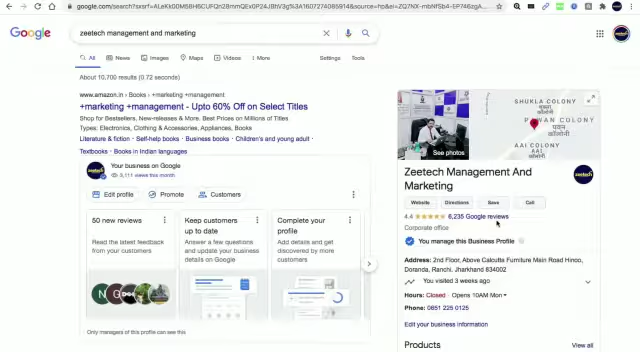 Google
zeetech management and marketing
All
News
Images
Maps
Videos
More
Settings
Tools
About 10,700 results (0.72 seconds)
www.amazon.in › Books › +marketing +management
+marketing +management - Upto 60% Off on Select Titles
Shop for Bestsellers, New-releases & More. Best Prices on Millions of Titles
Types: Electronics, Clothing & Accessories, Appliances, Books
Literature & fiction · Self-help books · Business books · Children's and young adult ·
Textbooks · Books in Indian languages
Your business on Google
3,111 views this month
Edit profile
Promote
Customers
50 new reviews
Read the latest feedback
from your customers
Keep customers
up to date
Answer a few questions
and update your business
details on Google
Complete your
profile
Add details and get
discovered by more
customers
Only managers of this profile can see this
See photos
SHUKLA COLONY
शुक्ला कॉलोनी
AAI COLONY
Zeetech Management And
Marketing
Website
Directions
Save
Call
4.4
6,235 Google reviews
Corporate office
You manage this Business Profile
Address: 2nd Floor, Above Calcutta Furniture Main Road Hinoo,
Doranda, Ranchi, Jharkhand 834002
You visited 3 weeks ago
Hours: Closed · Opens 10AM Mon
Phone: 0651 225 0125
Edit your business information
Products
View all